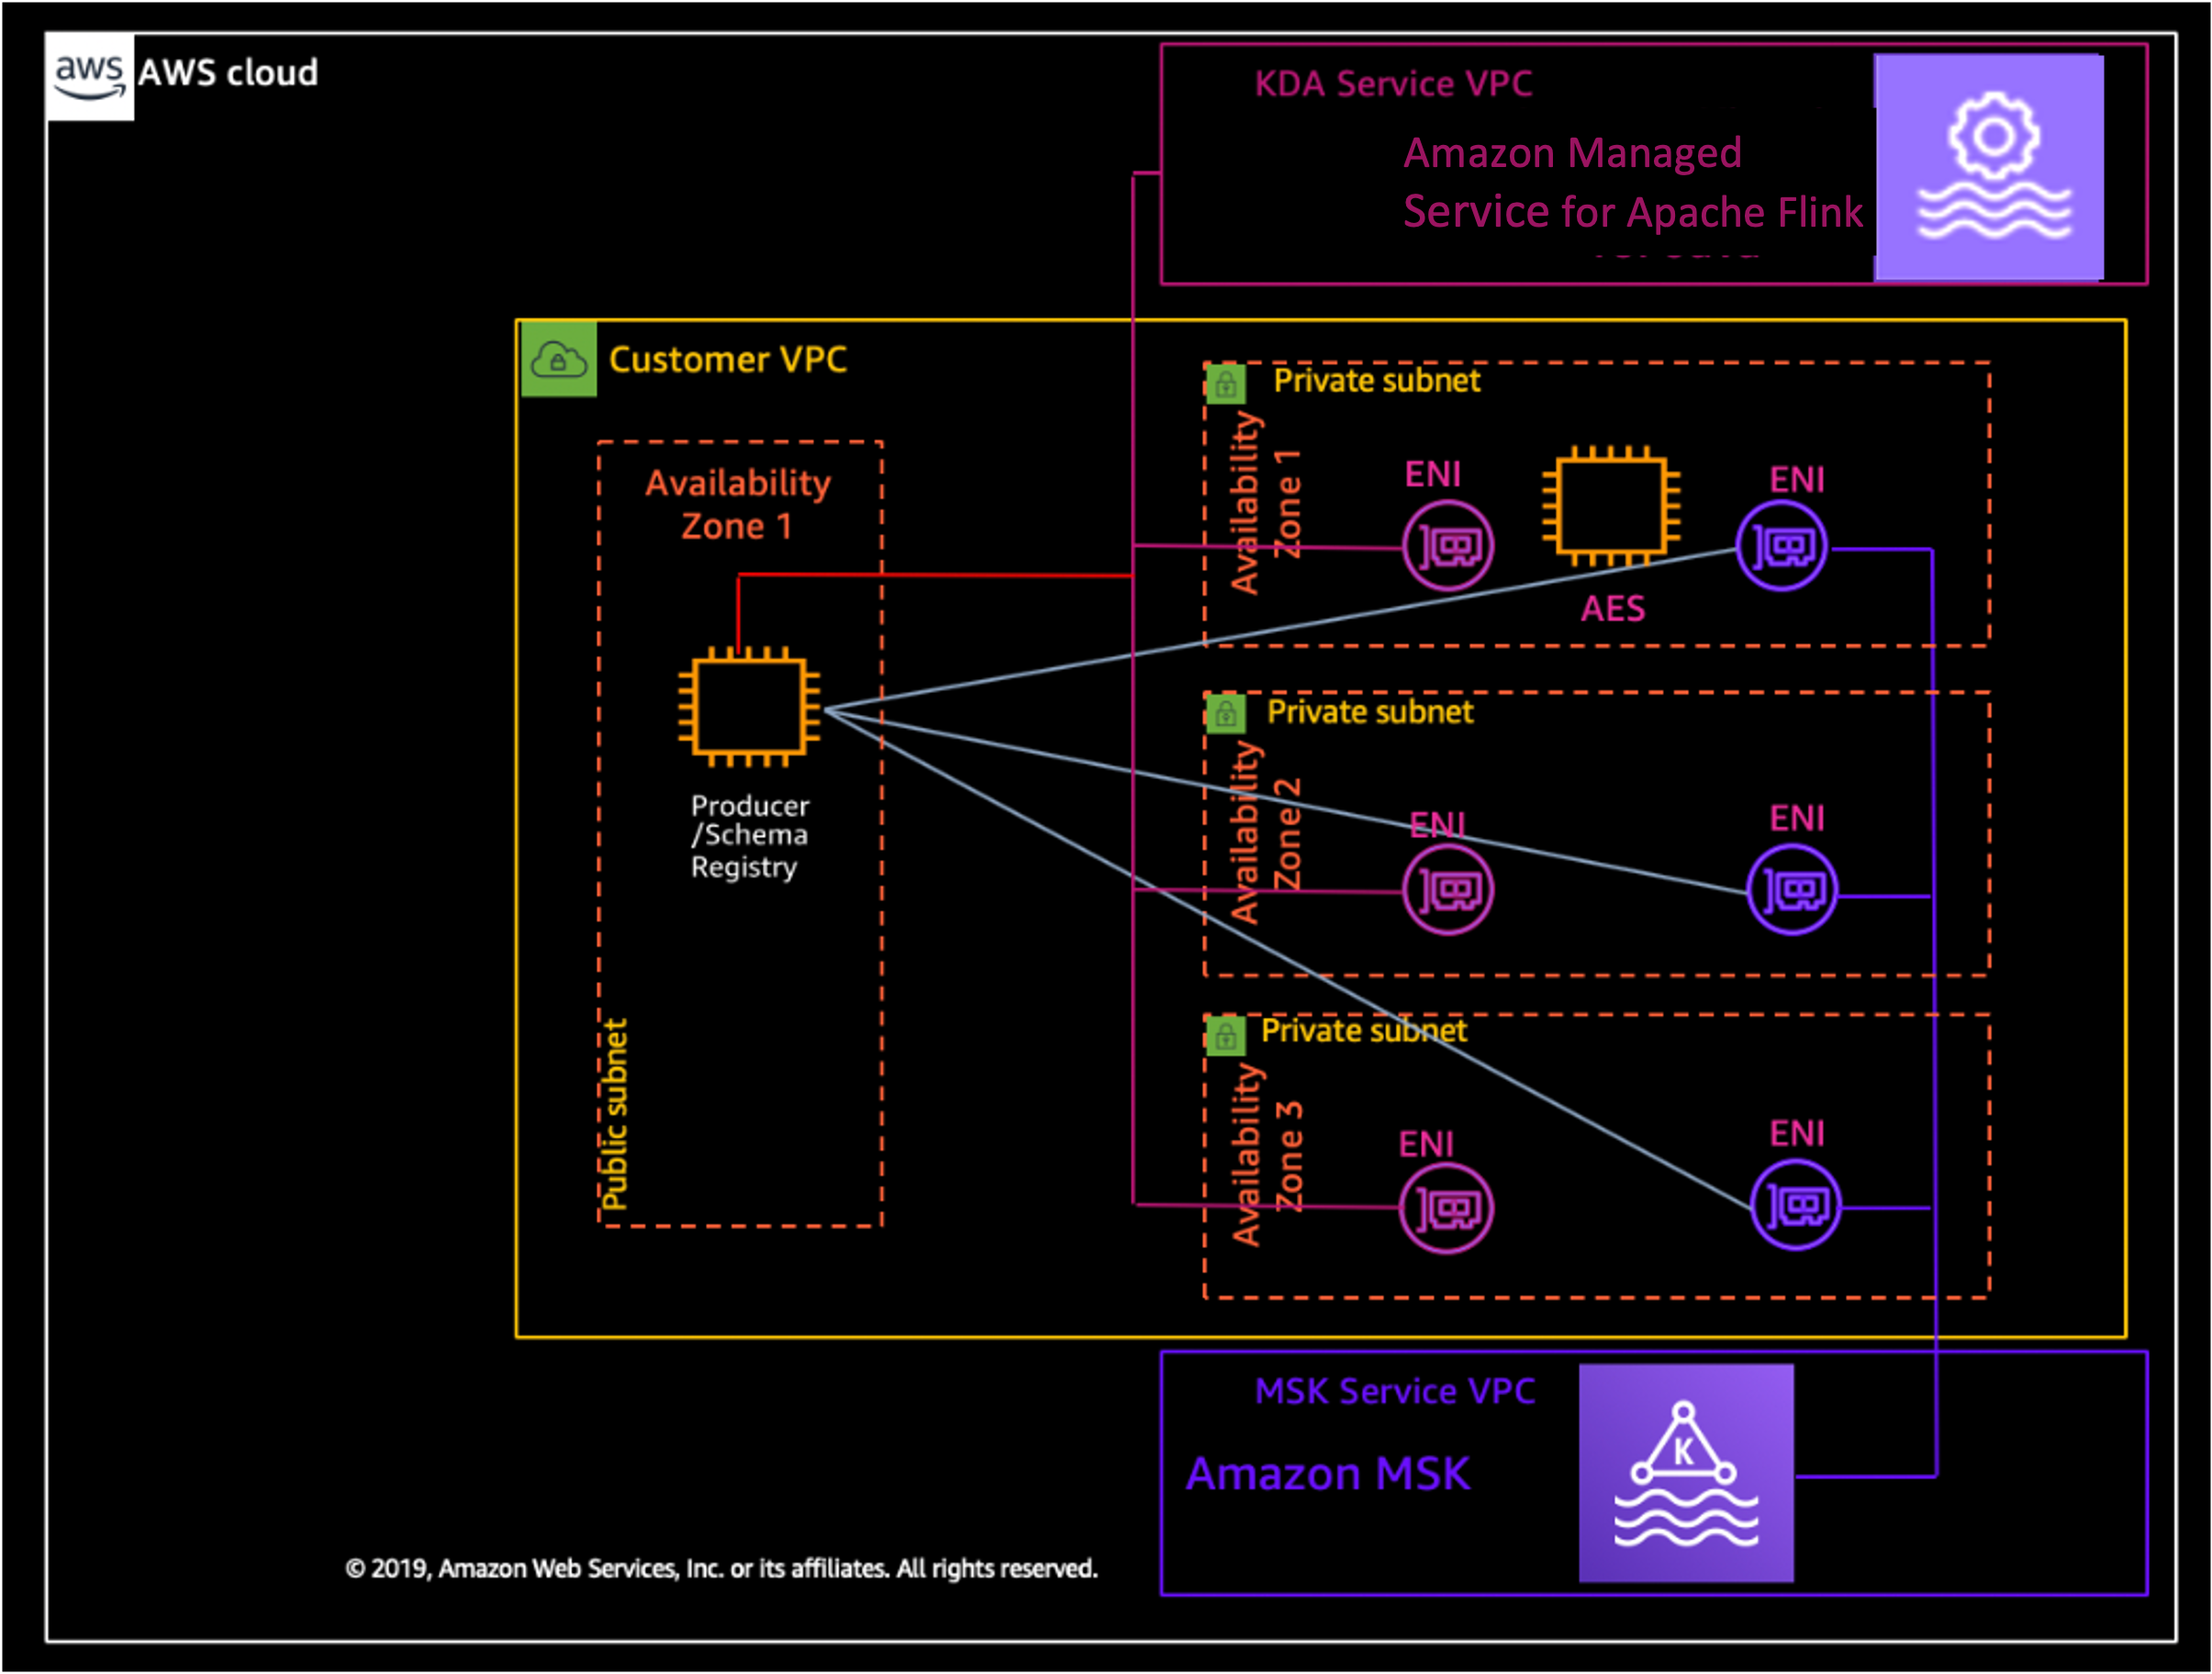 aws
AWS cloud
KDA Service VPC
Amazon Managed
Service for Apache Flink
Customer VPC
Availability
Zone 1
Producer
/Schema
Registry
Public subnet
Private subnet
Availability
Zone 1
ENI
AES
ENI
Private subnet
Availability
Zone 2
ENI
ENI
Private subnet
Availability
Zone 3
ENI
ENI
MSK Service VPC
Amazon MSK
K
© 2019, Amazon Web Services, Inc. or its affiliates. All rights reserved.